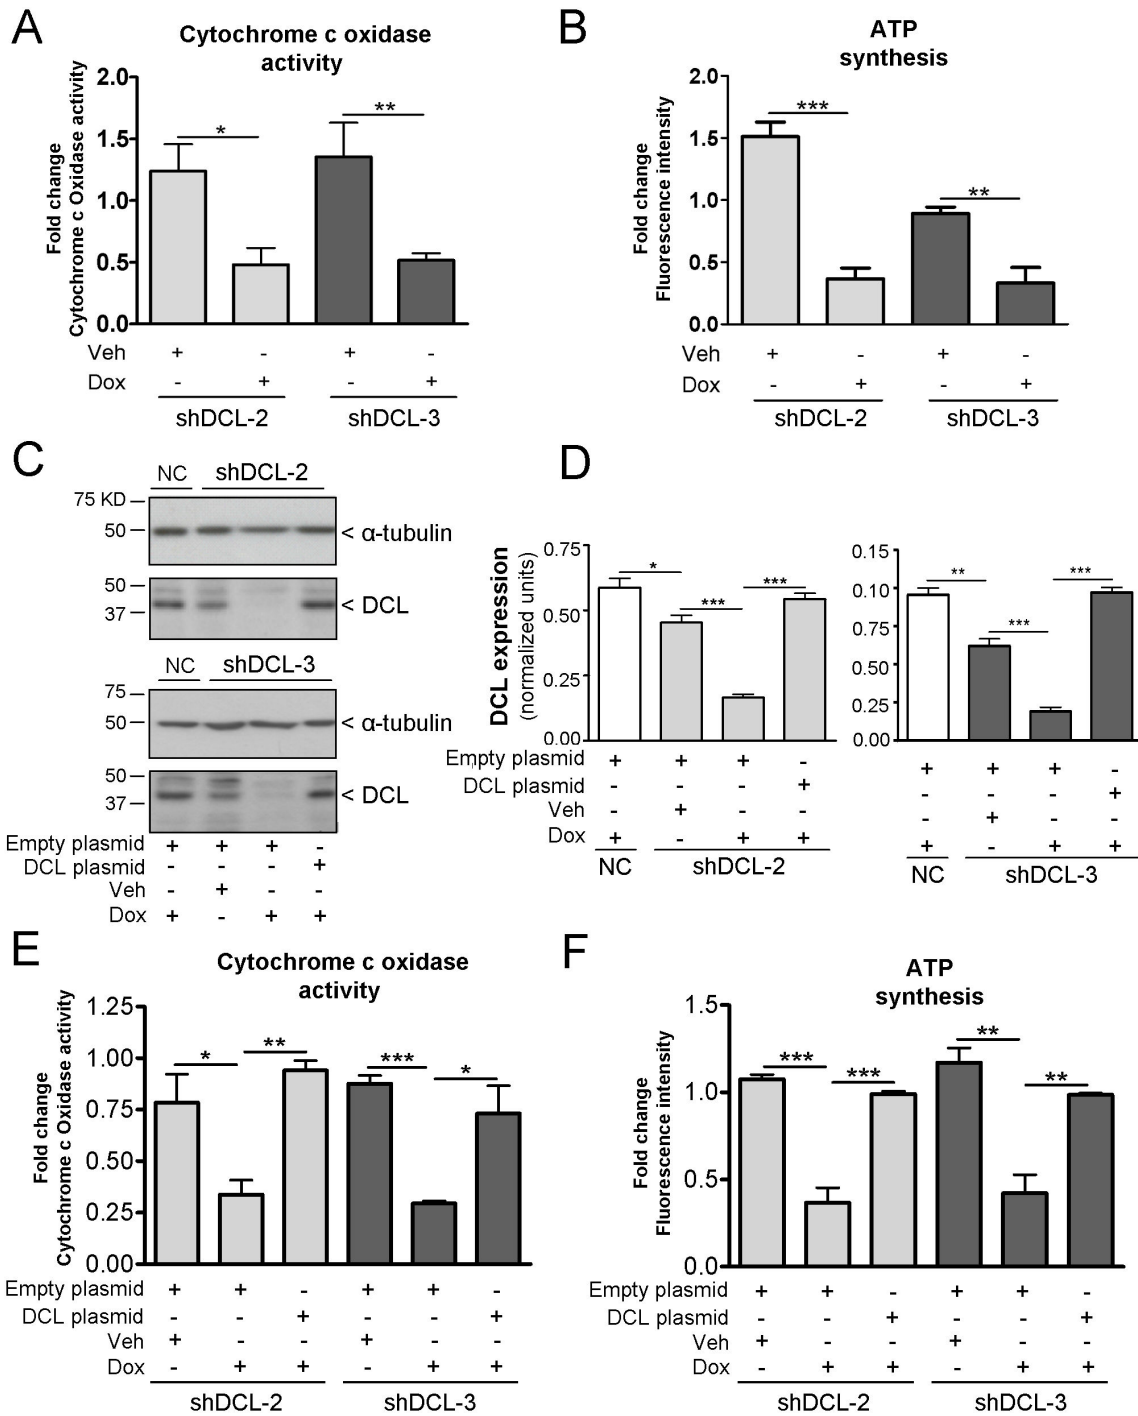 A
Cytochrome c oxidase
activity
Fold change
Cytochrome c Oxidase activity
2.0
1.5
1.0
0.5
0.0
*
**
Veh + - + -
Dox - + - +
shDCL-2 shDCL-3
B
ATP
synthesis
Fold change
Fluorescence intensity
2.0
1.5
1.0
0.5
0.0
***
**
Veh + - + -
Dox - + - +
shDCL-2 shDCL-3
C
NC shDCL-2
75 KD
50
< α-tubulin
50
37
< DCL
NC shDCL-3
75
50
< α-tubulin
50
37
< DCL
Empty plasmid + + + -
DCL plasmid - - - +
Veh - + - -
Dox + - + +
D
DCL expression
(normalized units)
0.75
0.50
0.25
0.00
* *** ***
Empty plasmid + + + -
DCL plasmid - - - +
Veh - + - -
Dox + - + +
NC shDCL-2
0.15
0.10
0.75
0.50
0.25
0.00
** *** ***
+ + + -
- - - +
- + - -
+ - + +
NC shDCL-3
E
Cytochrome c oxidase
activity
Fold change
Cytochrome c Oxidase activity
1.25
1.00
0.75
0.50
0.25
0.00
* ** *** *
Empty plasmid + + - + + -
DCL plasmid - - + - - +
Veh + - - + - -
Dox - + + - + +
shDCL-2 shDCL-3
F
ATP
synthesis
Fold change
Fluorescence intensity
1.5
1.0
0.5
0.0
*** *** ** **
Empty plasmid + + - + + -
DCL plasmid - - + - - +
Veh + - - + - -
Dox - + + - + +
shDCL-2 shDCL-3